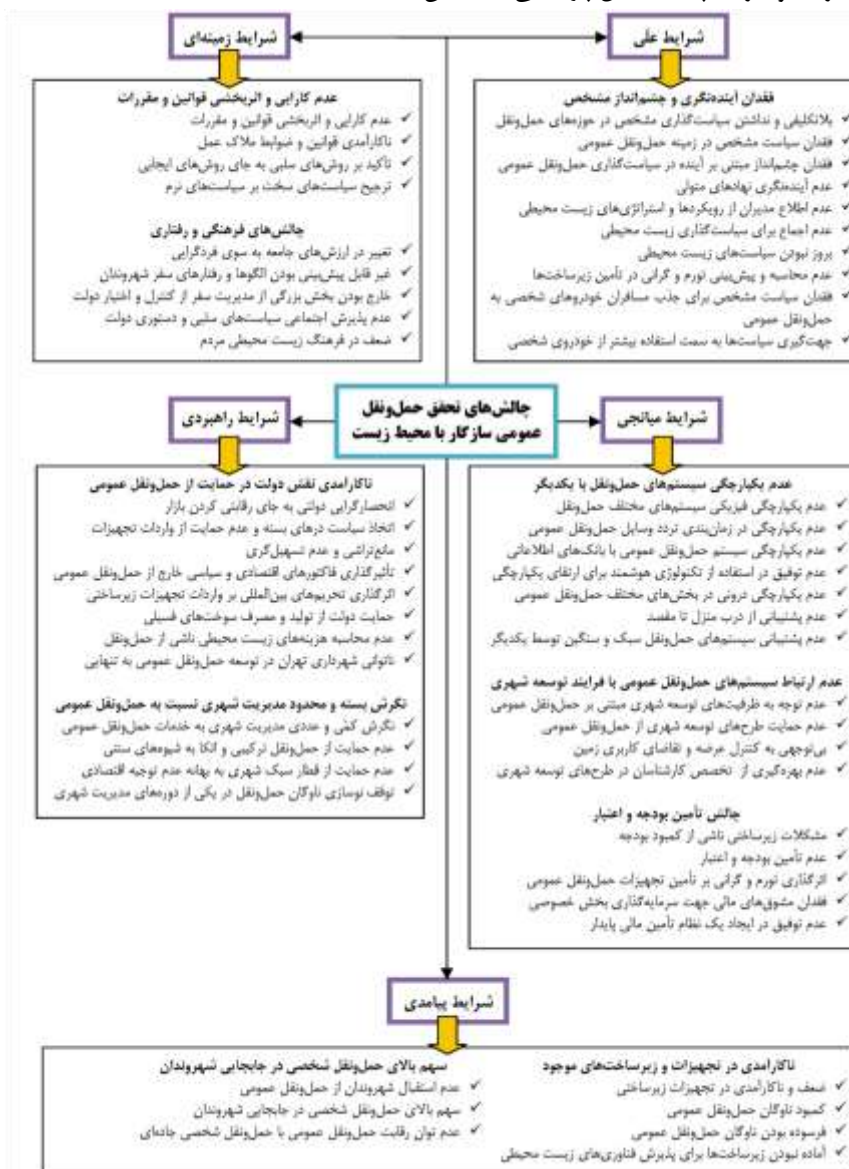 شرایط علّی
فقدان آینده‌نگری و چشم‌انداز مشخص
✓ بلاتکلیفی و نداشتن سیاست‌گذاری مشخص در حوزه‌های حمل‌ونقل
✓ فقدان سیاست مشخص در زمینه حمل‌ونقل عمومی
✓ فقدان چشم‌انداز مبتنی بر آینده در سیاست‌گذاری حمل‌ونقل عمومی
✓ عدم آینده‌نگری نهادهای متولی
✓ عدم اطلاع مدیران از رویکردها و استراتژی‌های زیست محیطی
✓ عدم اجماع برای سیاست‌گذاری زیست محیطی
✓ بروز نبودن سیاست‌های زیست محیطی
✓ عدم محاسبه و پیش‌بینی تورم و گرانی در تأمین زیرساخت‌ها
✓ فقدان سیاست مشخص برای جذب مسافران خودروهای شخصی به
حمل‌ونقل عمومی
✓ جهت‌گیری سیاست‌ها به سمت استفاده بیشتر از خودروی شخصی
شرایط زمینه‌ای
عدم کارایی و اثربخشی قوانین و مقررات
✓ عدم کارایی و اثربخشی قوانین و مقررات
✓ ناکارآمدی قوانین و ضوابط ملاک عمل
✓ تأکید بر روش‌های سلبی به جای روش‌های ایجابی
✓ ترجیح سیاست‌های سخت بر سیاست‌های نرم
چالش‌های فرهنگی و رفتاری
✓ تغییر در ارزش‌های جامعه به سوی فردگرایی
✓ غیر قابل پیش‌بینی بودن الگوها و رفتارهای سفر شهروندان
✓ خارج بودن بخش بزرگی از مدیریت سفر از کنترل و اختیار دولت
✓ عدم پذیرش اجتماعی سیاست‌های سلبی و دستوری دولت
✓ ضعف در فرهنگ زیست محیطی مردم
چالش‌های تحقق حمل‌ونقل
عمومی سازگار با محیط زیست
شرایط میانجی
عدم یکپارچگی سیستم‌های حمل‌ونقل با یکدیگر
✓ عدم یکپارچگی فیزیکی سیستم‌های مختلف حمل‌ونقل
✓ عدم یکپارچگی در زمان‌بندی تردد وسایل حمل‌ونقل عمومی
✓ عدم یکپارچگی سیستم حمل‌ونقل عمومی با بانک‌های اطلاعاتی
✓ عدم توفیق در استفاده از تکنولوژی هوشمند برای ارتقای یکپارچگی
✓ عدم یکپارچگی درونی در بخش‌های مختلف حمل‌ونقل عمومی
✓ عدم پشتیبانی از درب منزل تا مقصد
✓ عدم پشتیبانی سیستم‌های حمل‌ونقل سبک و سنگین توسط یکدیگر
عدم ارتباط سیستم‌های حمل‌ونقل عمومی با فرایند توسعه شهری
✓ عدم توجه به ظرفیت‌های توسعه شهری مبتنی بر حمل‌ونقل عمومی
✓ عدم حمایت طرح‌های توسعه شهری از حمل‌ونقل عمومی
✓ بی‌توجهی به کنترل عرضه و تقاضای کاربری زمین
✓ عدم بهره‌گیری از تخصص کارشناسان در طرح‌های توسعه شهری
چالش تأمین بودجه و اعتبار
✓ مشکلات زیرساختی ناشی از کمبود بودجه
✓ عدم تأمین بودجه و اعتبار
✓ اثرگذاری تورم و گرانی بر تأمین تجهیزات حمل‌ونقل عمومی
✓ فقدان مشوق‌های مالی جهت سرمایه‌گذاری بخش خصوصی
✓ عدم توفیق در ایجاد یک نظام تأمین مالی پایدار
شرایط راهبردی
ناکارآمدی نقش دولت در حمایت از حمل‌ونقل عمومی
✓ انحصارگرایی دولتی به جای رقابتی کردن بازار
✓ اتخاذ سیاست درهای بسته و عدم حمایت از واردات تجهیزات
✓ مانع‌تراشی و عدم تسهیل‌گری
✓ تأثیرگذاری فاکتورهای اقتصادی و سیاسی خارج از حمل‌ونقل عمومی
✓ اثرگذاری تحریم‌های بین‌المللی بر واردات تجهیزات زیرساختی
✓ حمایت دولت از تولید و مصرف سوخت‌های فسیلی
✓ عدم محاسبه هزینه‌های زیست محیطی ناشی از حمل‌ونقل
✓ ناتوانی شهرداری تهران در توسعه حمل‌ونقل عمومی به تنهایی
نگرش بسته و محدود مدیریت شهری نسبت به حمل‌ونقل عمومی
✓ نگرش کمّی و عددی مدیریت شهری به خدمات حمل‌ونقل عمومی
✓ عدم حمایت از حمل‌ونقل ترکیبی و اتکا به شیوه‌های سنتی
✓ عدم حمایت از قطار سبک شهری به بهانه عدم توجیه اقتصادی
✓ توقف نوسازی ناوگان حمل‌ونقل در یکی از دوره‌های مدیریت شهری
شرایط پیامدی
ناکارآمدی در تجهیزات و زیرساخت‌های موجود
✓ ضعف و ناکارآمدی در تجهیزات زیرساختی
✓ کمبود ناوگان حمل‌ونقل عمومی
✓ فرسوده بودن ناوگان حمل‌ونقل عمومی
✓ آماده نبودن زیرساخت‌ها برای پذیرش فناوری‌های زیست محیطی
سهم بالای حمل‌ونقل شخصی در جابجایی شهروندان
✓ عدم استقبال شهروندان از حمل‌ونقل عمومی
✓ سهم بالای حمل‌ونقل شخصی در جابجایی شهروندان
✓ عدم توان رقابت حمل‌ونقل عمومی با حمل‌ونقل شخصی جاده‌ای